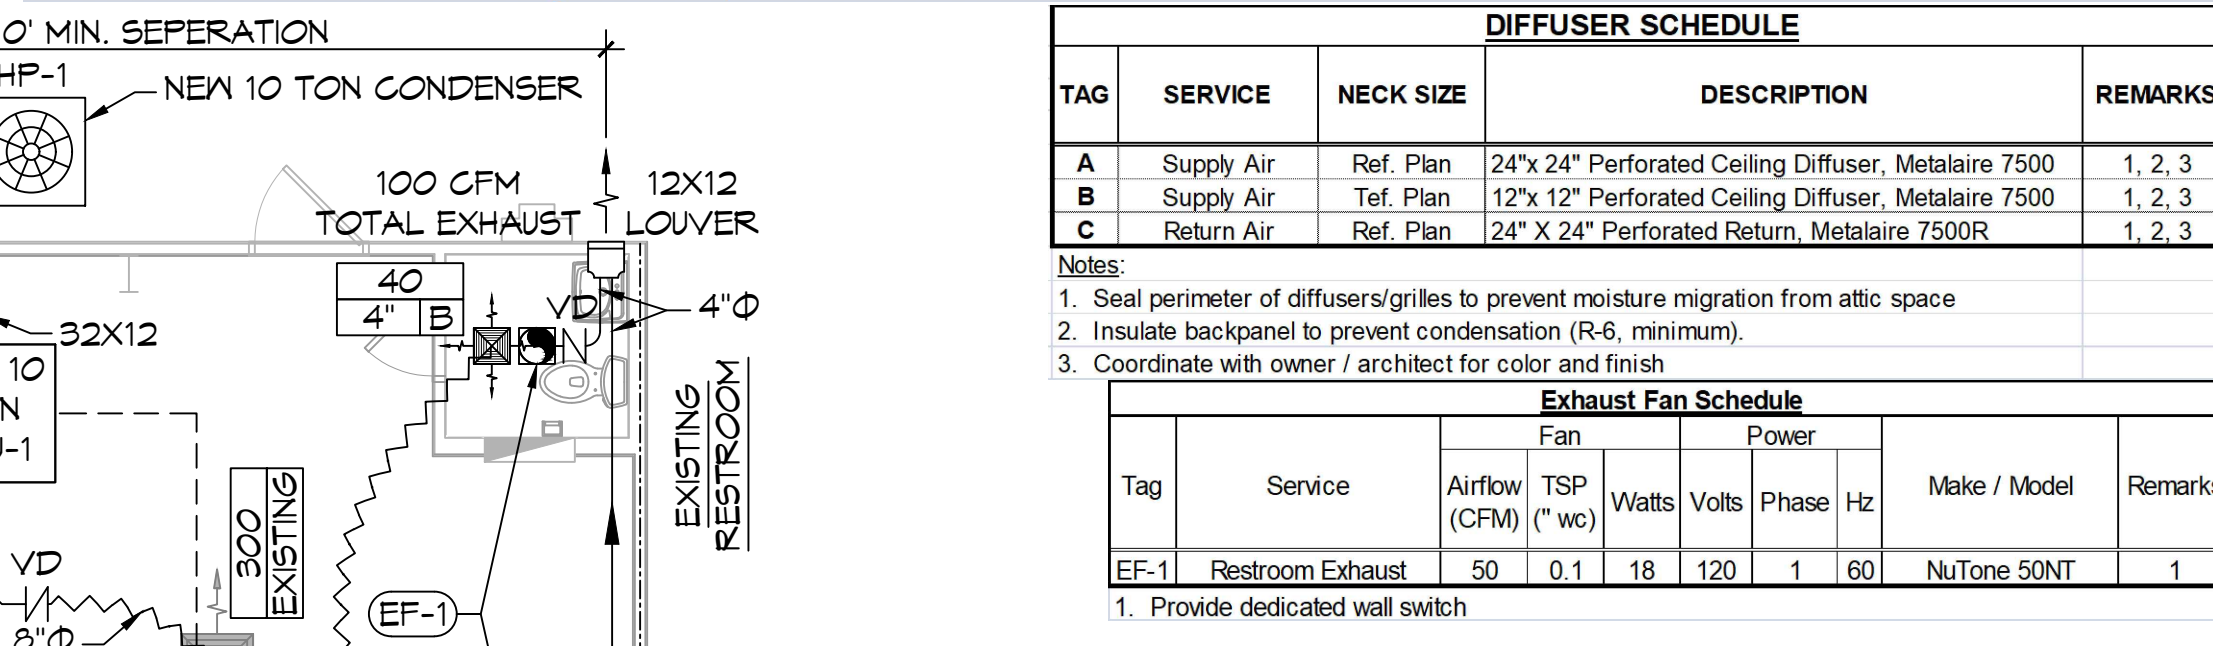 0' MIN. SEPERATION
HP-1
NEW 10 TON CONDENSER
100 CFM
TOTAL EXHAUST
12X12
LOUVER
40
4" B
VD
4"Φ
32X12
10
N
-1
EXISTING
RESTROOM
300
EXISTING
VD
8"Φ
EF-1
DIFFUSER SCHEDULE
TAG SERVICE NECK SIZE DESCRIPTION REMARKS
A Supply Air Ref. Plan 24"x 24" Perforated Ceiling Diffuser, Metalaire 7500 1, 2, 3
B Supply Air Tef. Plan 12"x 12" Perforated Ceiling Diffuser, Metalaire 7500 1, 2, 3
C Return Air Ref. Plan 24" X 24" Perforated Return, Metalaire 7500R 1, 2, 3
Notes:
1. Seal perimeter of diffusers/grilles to prevent moisture migration from attic space
2. Insulate backpanel to prevent condensation (R-6, minimum).
3. Coordinate with owner / architect for color and finish
Exhaust Fan Schedule
Fan Power
Tag Service Airflow (CFM) TSP (" wc) Watts Volts Phase Hz Make / Model Remarks
EF-1 Restroom Exhaust 50 0.1 18 120 1 60 NuTone 50NT 1
1. Provide dedicated wall switch